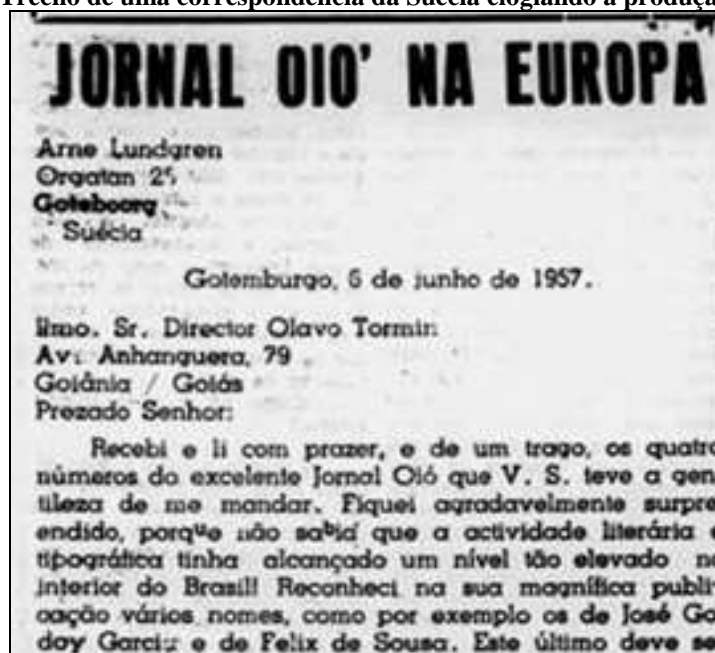 Trecho de uma correspondência da Suécia elogiando a produçã
JORNAL OIO' NA EUROPA
Arne Lundgren
Orgatan 25
Goteboorg
Suécia
Gotemburgo, 6 de junho de 1957.
Ilmo. Sr. Director Olavo Tormin
Av. Anhanguera, 79
Goiânia / Goiás
Prezado Senhor:
Recebi e li com prazer, e de um trago, os quatro
números do excelente Jornal Oió que V. S. teve a gen
tileza de me mandar. Fiquei agradavelmente surpre
endido, porque não sabia que a actividade literária e
tipográfica tinha alcançado um nível tão elevado no
interior do Brasil! Reconheci na sua magnífica publi
cação vários nomes, como por exemplo os de José Go
doy Garcia e de Felix de Sousa. Este último deve se